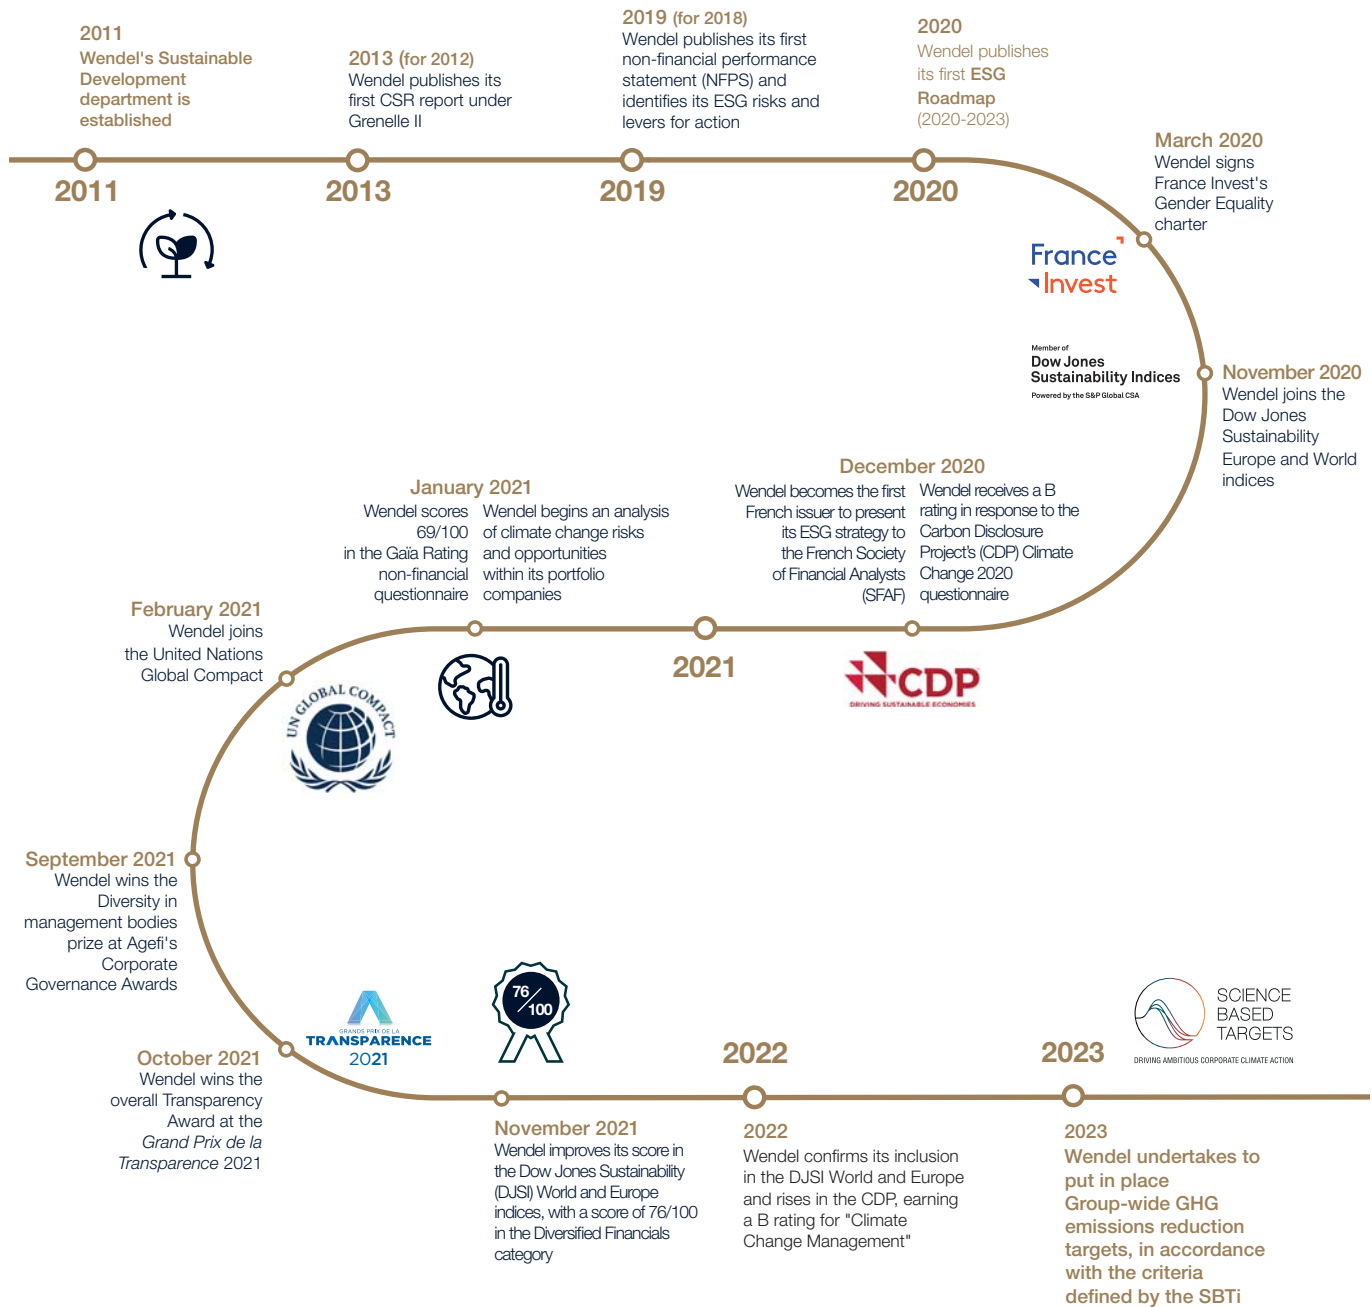 2011
Wendel's Sustainable
Development
department is
established
2013 (for 2012)
Wendel publishes its
first CSR report under
Grenelle II
2019 (for 2018)
Wendel publishes its first
non-financial performance
statement (NFPS) and
identifies its ESG risks and
levers for action
2020
Wendel publishes
its first ESG
Roadmap
(2020-2023)
2011
2013
2019
2020
March 2020
Wendel signs
France Invest's
Gender Equality
charter
France
Invest
Member of
Dow Jones
Sustainability Indices
Powered by the S&P Global CSA
November 2020
Wendel joins the
Dow Jones
Sustainability
Europe and World
indices
December 2020
Wendel becomes the first
French issuer to present
its ESG strategy to
the French Society
of Financial Analysts
(SFAF)
Wendel receives a B
rating in response to the
Carbon Disclosure
Project's (CDP) Climate
Change 2020
questionnaire
CDP
DRIVING SUSTAINABLE ECONOMIES
2021
January 2021
Wendel scores
69/100
in the Gaïa Rating
non-financial
questionnaire
Wendel begins an analysis
of climate change risks
and opportunities
within its portfolio
companies
February 2021
Wendel joins
the United Nations
Global Compact
UN GLOBAL COMPACT
September 2021
Wendel wins the
Diversity in
management bodies
prize at Agefi's
Corporate
Governance Awards
October 2021
Wendel wins the
overall Transparency
Award at the
Grand Prix de la
Transparence 2021
GRANDS PRIX DE LA
TRANSPARENCE
2021
76/100
November 2021
Wendel improves its score in
the Dow Jones Sustainability
(DJSI) World and Europe
indices, with a score of 76/100
in the Diversified Financials
category
2022
2022
Wendel confirms its inclusion
in the DJSI World and Europe
and rises in the CDP, earning
a B rating for "Climate
Change Management"
2023
SCIENCE
BASED
TARGETS
DRIVING AMBITIOUS CORPORATE CLIMATE ACTION
2023
Wendel undertakes to
put in place
Group-wide GHG
emissions reduction
targets, in accordance
with the criteria
defined by the SBTi